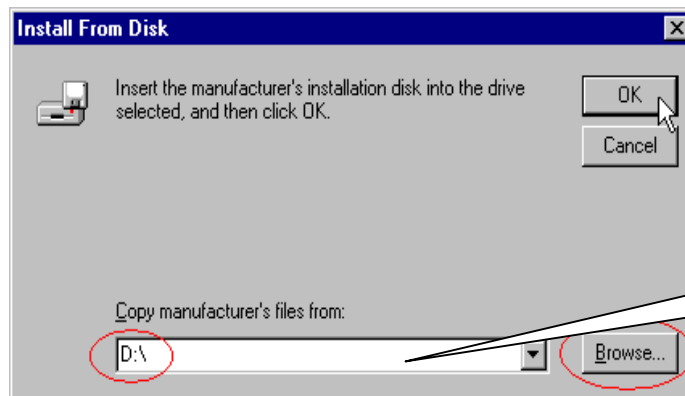 Install From Disk
Insert the manufacturer's installation disk into the drive
selected, and then click OK.
OK
Cancel
Copy manufacturer's files from:
D:\
Browse...